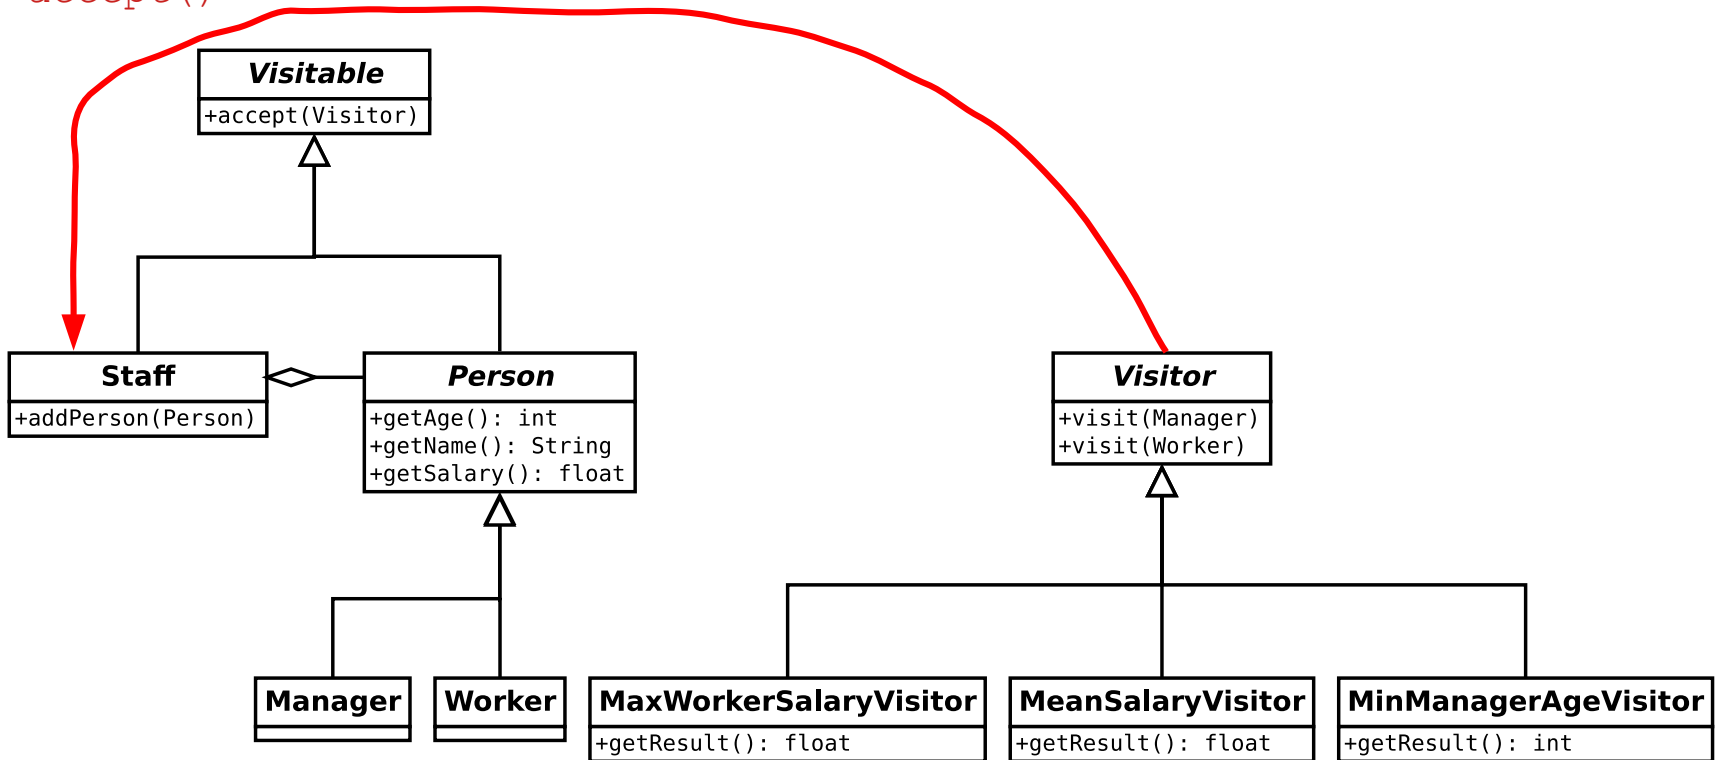 accept()
Visitable
+accept(Visitor)
Staff
+addPerson(Person)
Person
+getAge(): int
+getName(): String
+getSalary(): float
Visitor
+visit(Manager)
+visit(Worker)
Manager
Worker
MaxWorkerSalaryVisitor
+getResult(): float
MeanSalaryVisitor
+getResult(): float
MinManagerAgeVisitor
+getResult(): int